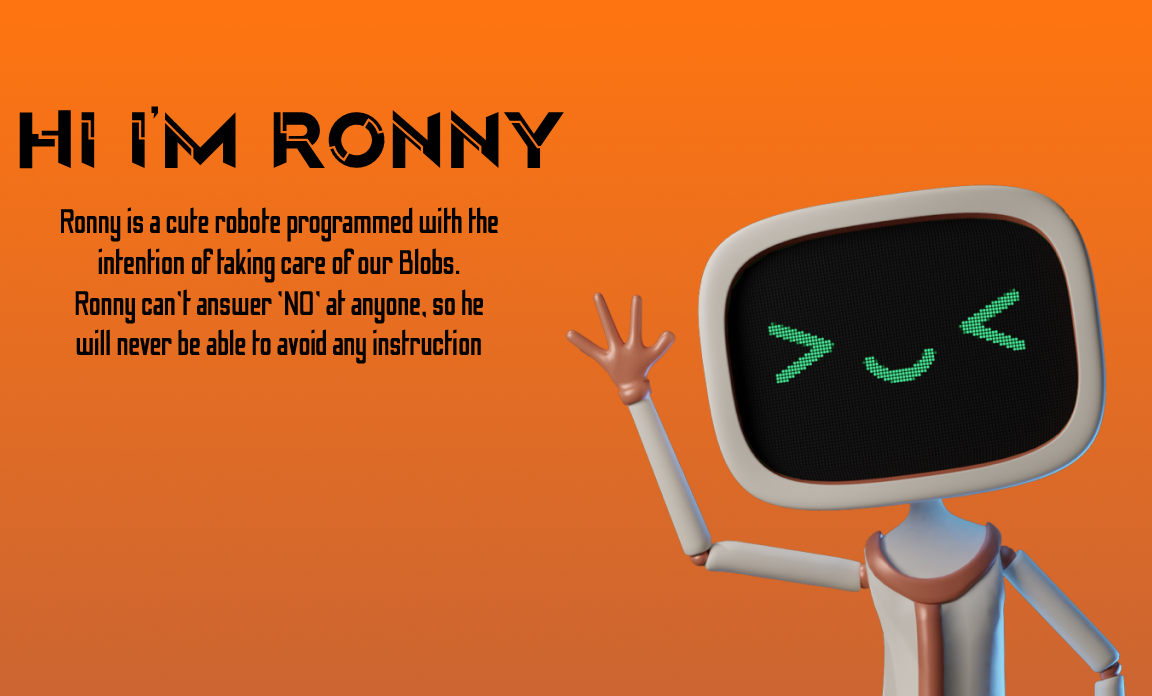 HI I'M RONNY
Ronny is a cute robote programmed with the
intention of taking care of our Blobs.
Ronny can't answer 'NO' at anyone, so he
will never be able to avoid any instruction